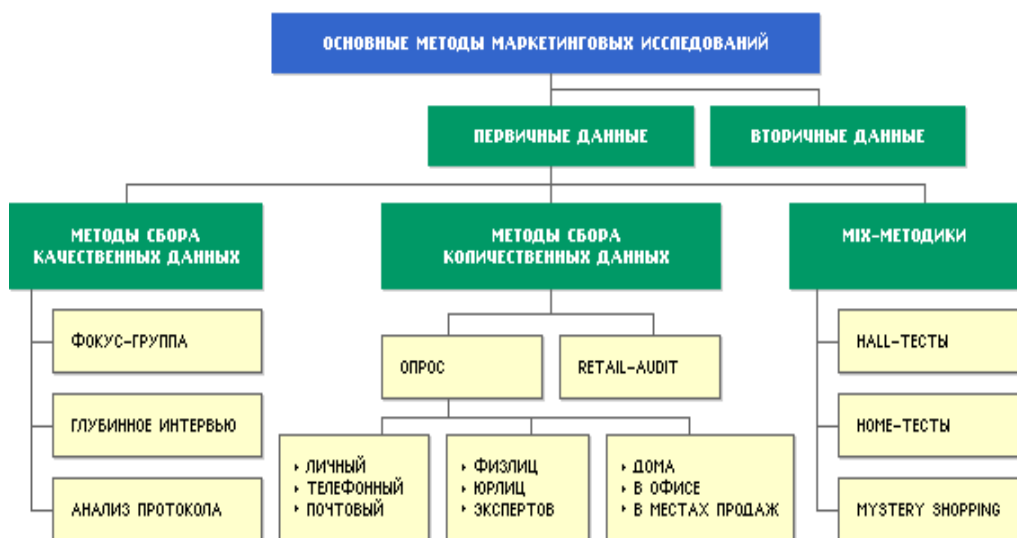 ОСНОВНЫЕ МЕТОДЫ МАРКЕТИНГОВЫХ ИССЛЕДОВАНИЙ
ПЕРВИЧНЫЕ ДАННЫЕ
ВТОРИЧНЫЕ ДАННЫЕ
МЕТОДЫ СБОРА
КАЧЕСТВЕННЫХ ДАННЫХ
МЕТОДЫ СБОРА
КОЛИЧЕСТВЕННЫХ ДАННЫХ
MIX-МЕТОДИКИ
ФОКУС-ГРУППА
ГЛУБИННОЕ ИНТЕРВЬЮ
АНАЛИЗ ПРОТОКОЛА
ОПРОС
RETAIL-AUDIT
ЛИЧНЫЙ
ТЕЛЕФОННЫЙ
ПОЧТОВЫЙ
ФИЗЛИЦ
ЮРЛИЦ
ЭКСПЕРТОВ
ДОМА
В ОФИСЕ
В МЕСТАХ ПРОДАЖ
HALL-ТЕСТЫ
HOME-ТЕСТЫ
MYSTERY SHOPPING